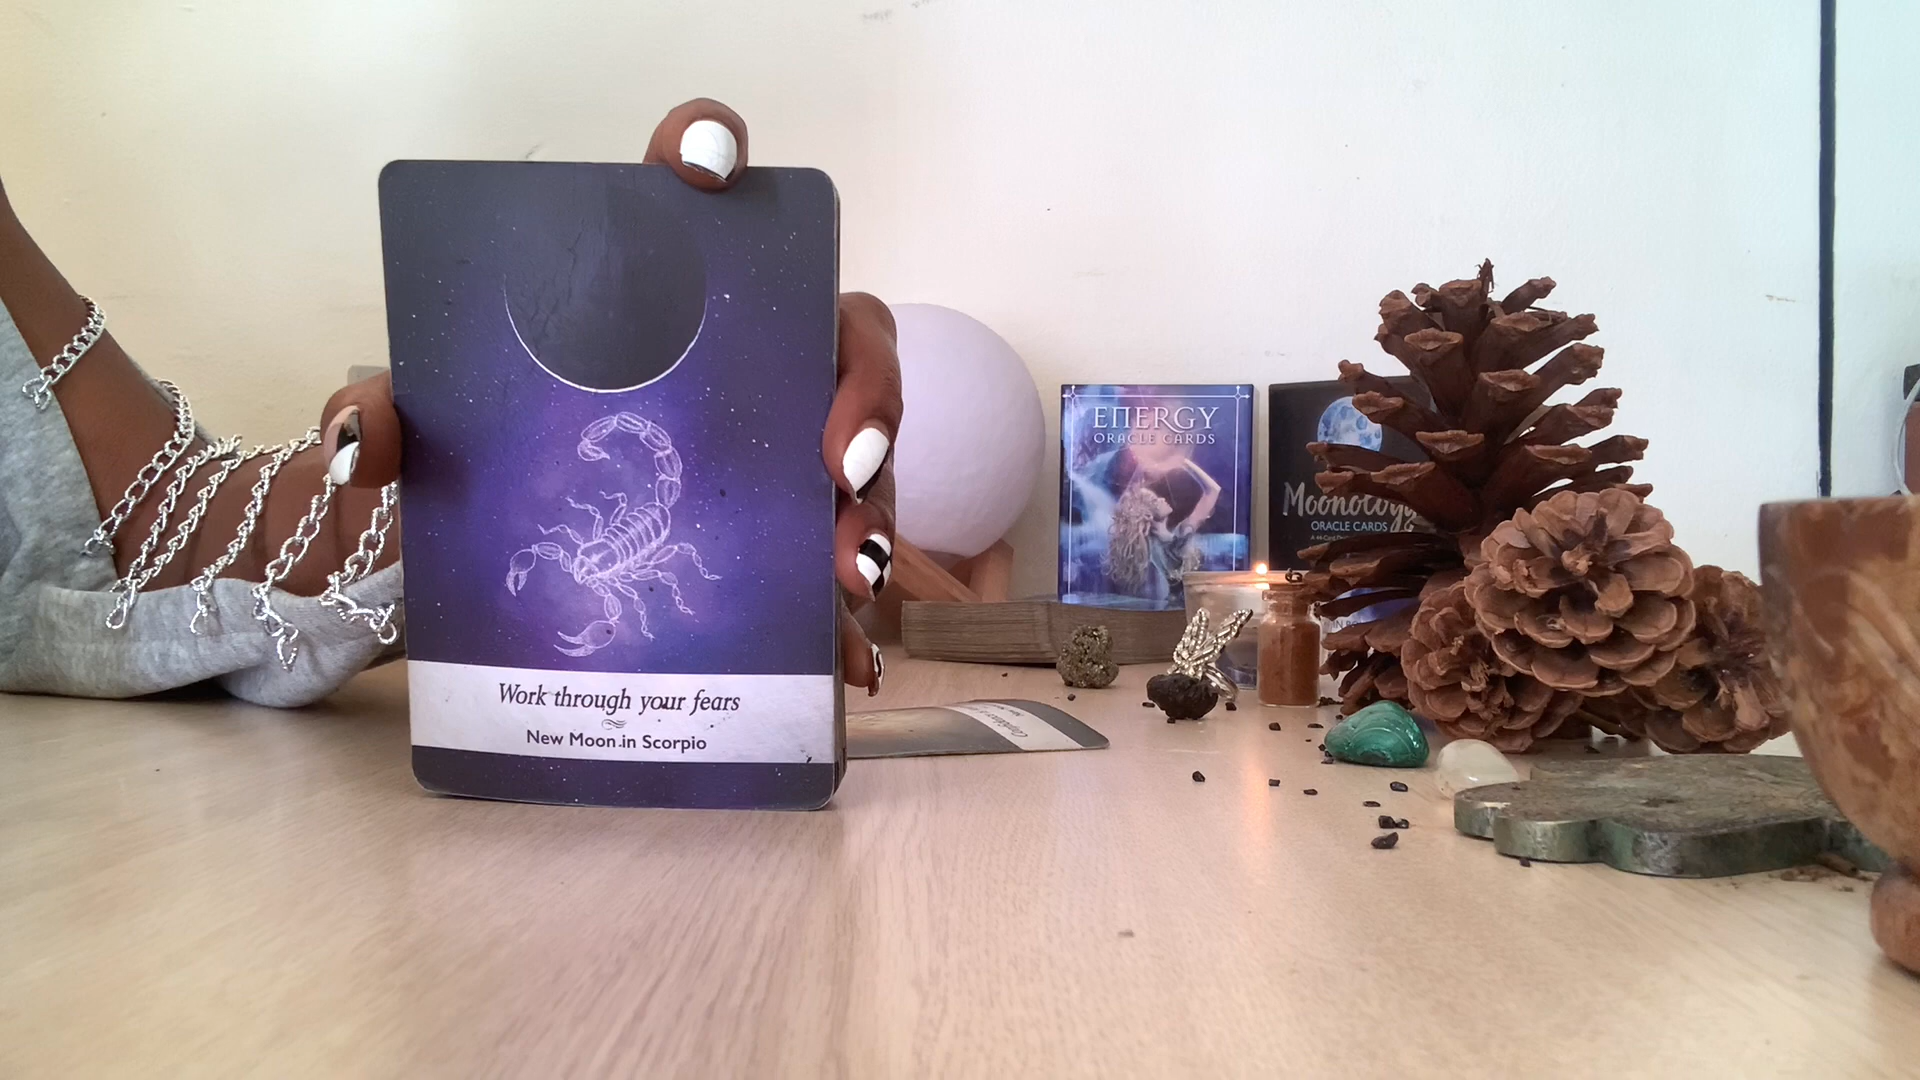 Work through your fears
New Moon in Scorpio
ENERGY
ORACLE CARDS
Moonology
ORACLE CARDS